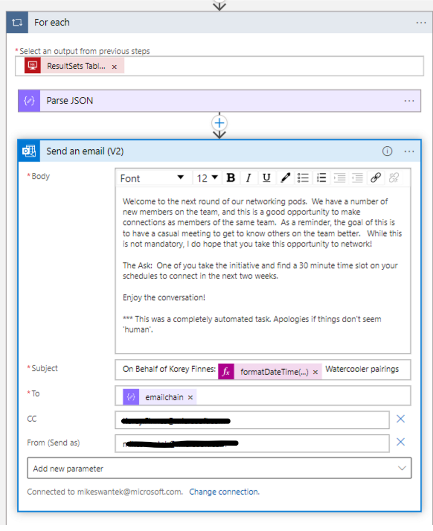 For each
...
* Select an output from previous steps
ResultSets Tabl... ×
Parse JSON
...
Send an email (V2)
...
* Body
Font 12 B I U
Welcome to the next round of our networking pods. We have a number of
new members on the team, and this is a good opportunity to make
connections as members of the same team. As a reminder, the goal of this is
to have a casual meeting to get to know others on the team better. While this
is not mandatory, I do hope that you take this opportunity to network!
The Ask: One of you take the initiative and find a 30 minute time slot on your
schedules to connect in the next two weeks.
Enjoy the conversation!
*** This was a completely automated task. Apologies if things don't seem
'human'.
* Subject
On Behalf of Korey Finnes: fx formatDateTime(...) × Watercooler pairings
* To
emailchain ×
CC
From (Send as)
Add new parameter
Connected to mikeswantek@microsoft.com. Change connection.